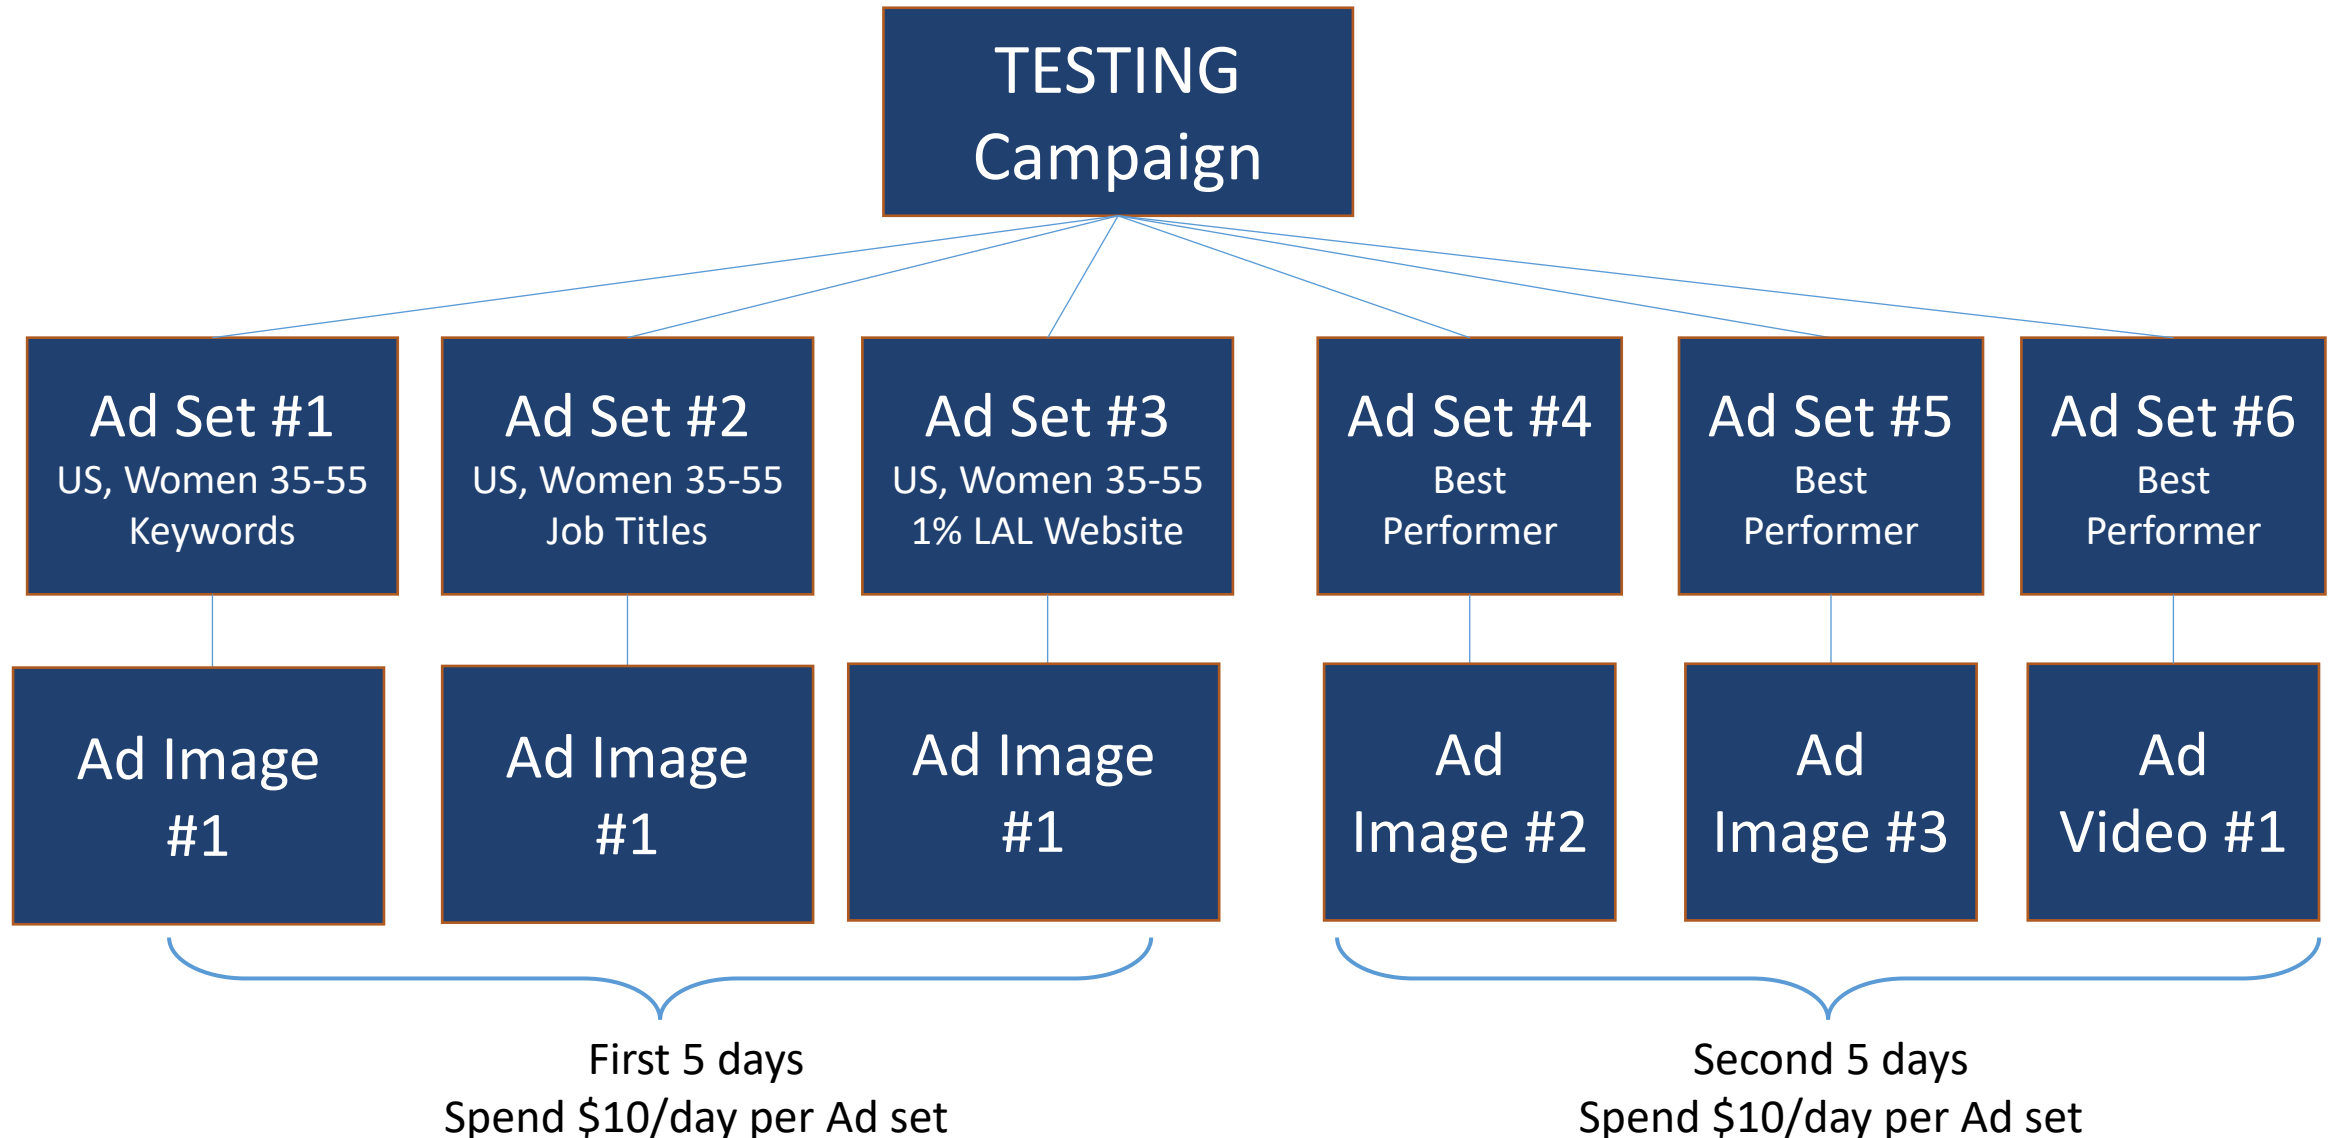 TESTING
Campaign
Ad Set #1
US, Women 35-55
Keywords
Ad Set #2
US, Women 35-55
Job Titles
Ad Set #3
US, Women 35-55
1% LAL Website
Ad Set #4
Best
Performer
Ad Set #5
Best
Performer
Ad Set #6
Best
Performer
Ad Image
#1
Ad Image
#1
Ad Image
#1
Ad
Image #2
Ad
Image #3
Ad
Video #1
First 5 days
Spend $10/day per Ad set
Second 5 days
Spend $10/day per Ad set